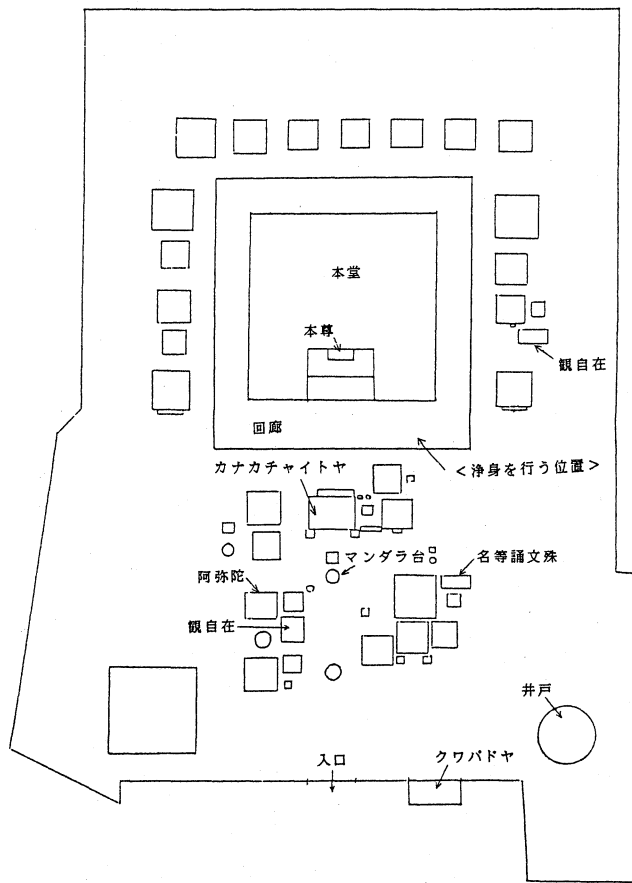 本堂
本尊
観自在
回廊
<浄身を行う位置>
カナカチャイトヤ
マンダラ台
名等誦文殊
阿弥陀
観自在
井戸
入口
クワパドヤ